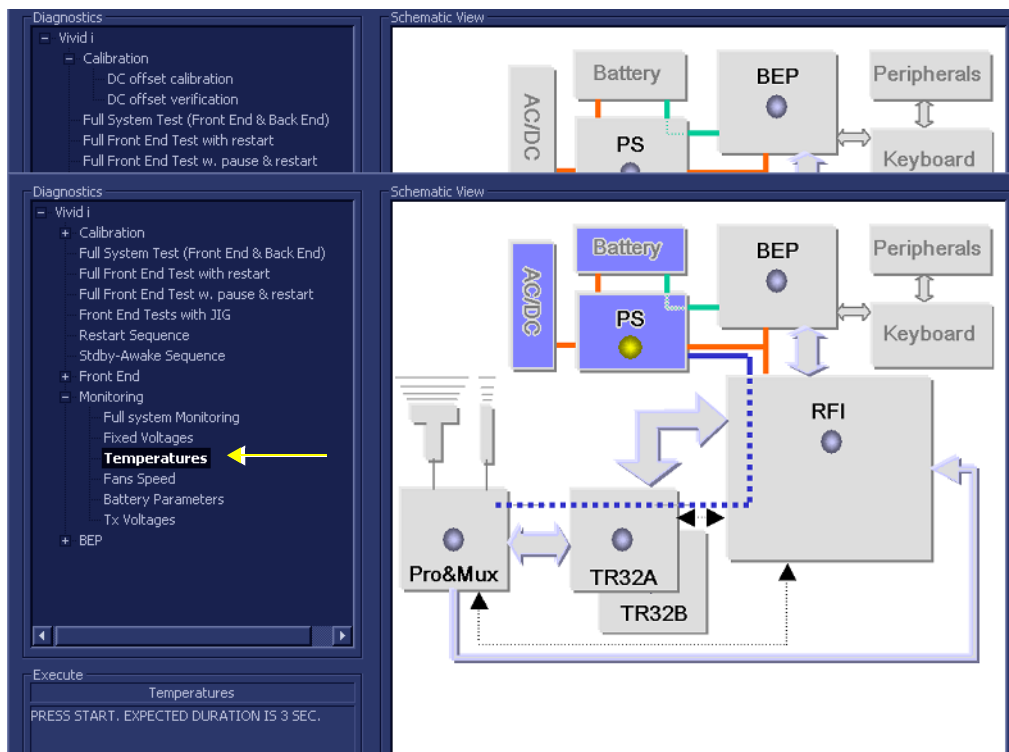 Diagnostics
Vivid i
Calibration
DC offset calibration
DC offset verification
Full System Test (Front End & Back End)
Full Front End Test with restart
Full Front End Test w. pause & restart
Schematic View
Battery
BEP
Peripherals
AC/DC
PS
Keyboard
Diagnostics
Vivid i
Calibration
Full System Test (Front End & Back End)
Full Front End Test with restart
Full Front End Test w. pause & restart
Front End Tests with JIG
Restart Sequence
Stdby-Awake Sequence
Front End
Monitoring
Full system Monitoring
Fixed Voltages
Temperatures
Fans Speed
Battery Parameters
Tx Voltages
BEP
Schematic View
Battery
BEP
Peripherals
AC/DC
PS
Keyboard
RFI
Pro&Mux
TR32A
TR32B
Execute
Temperatures
PRESS START. EXPECTED DURATION IS 3 SEC.